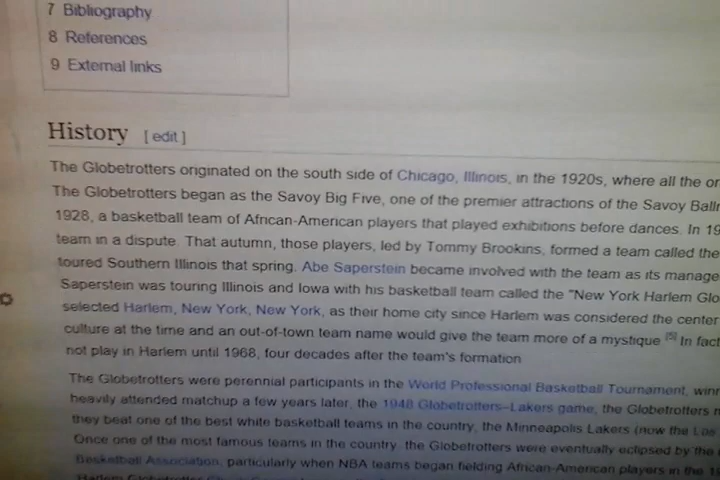 7 Bibliography
8 References
9 External links
History [ edit ]
The Globetrotters originated on the south side of Chicago, Illinois, in the 1920s, where all the
The Globetrotters began as the Savoy Big Five, one of the premier attractions of the Savoy
1928, a basketball team of African-American players that played exhibitions before dances. In
team in a dispute. That autumn, those players, led by Tommy Brookins, formed a team called the
toured Southern Illinois that spring. Abe Saperstein became involved with the team as its
Saperstein was touring Illinois and Iowa with his basketball team called the "New York Harlem
selected Harlem, New York, New York, as their home city since Harlem was considered the center
culture at the time and an out-of-town team name would give the team more of a mystique [5] In
not play in Harlem until 1968, four decades after the team's formation
The Globetrotters were perennial participants in the World Professional Basketball Tournament,
heavily attended matchup a few years later, the 1948 Globetrotters–Lakers game, the Globetrotters
they beat one of the best white basketball teams in the country, the Minneapolis Lakers (now the Los
Once one of the most famous teams in the country, the Globetrotters were eventually eclipsed by the
Basketball Association, particularly when NBA teams began fielding African-American players in the